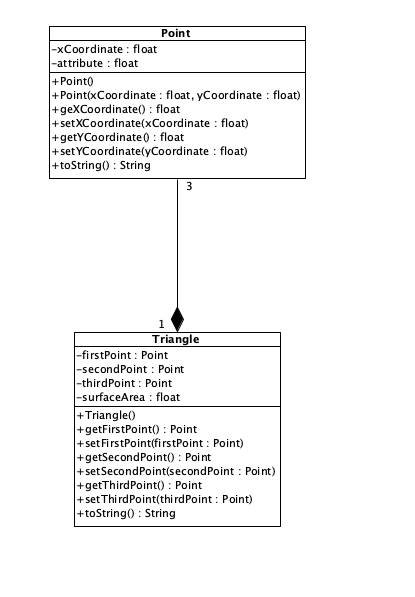 Point
-xCoordinate : float
-attribute : float
+Point()
+Point(xCoordinate : float, yCoordinate : float)
+geXCoordinate() : float
+setXCoordinate(xCoordinate : float)
+getYCoordinate() : float
+setYCoordinate(yCoordinate : float)
+toString() : String
3
1
Triangle
-firstPoint : Point
-secondPoint : Point
-thirdPoint : Point
-surfaceArea : float
+Triangle()
+getFirstPoint() : Point
+setFirstPoint(firstPoint : Point)
+getSecondPoint() : Point
+setSecondPoint(secondPoint : Point)
+getThirdPoint() : Point
+setThirdPoint(thirdPoint : Point)
+toString() : String